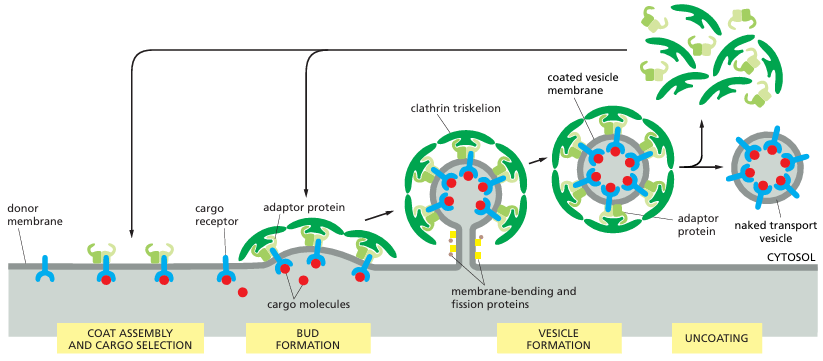 coated vesicle
membrane
clathrin triskelion
donor
membrane
cargo
receptor
adaptor protein
adaptor
protein
naked transport
vesicle
CYTOSOL
cargo molecules
membrane-bending and
fission proteins
COAT ASSEMBLY
AND CARGO SELECTION
BUD
FORMATION
VESICLE
FORMATION
UNCOATING